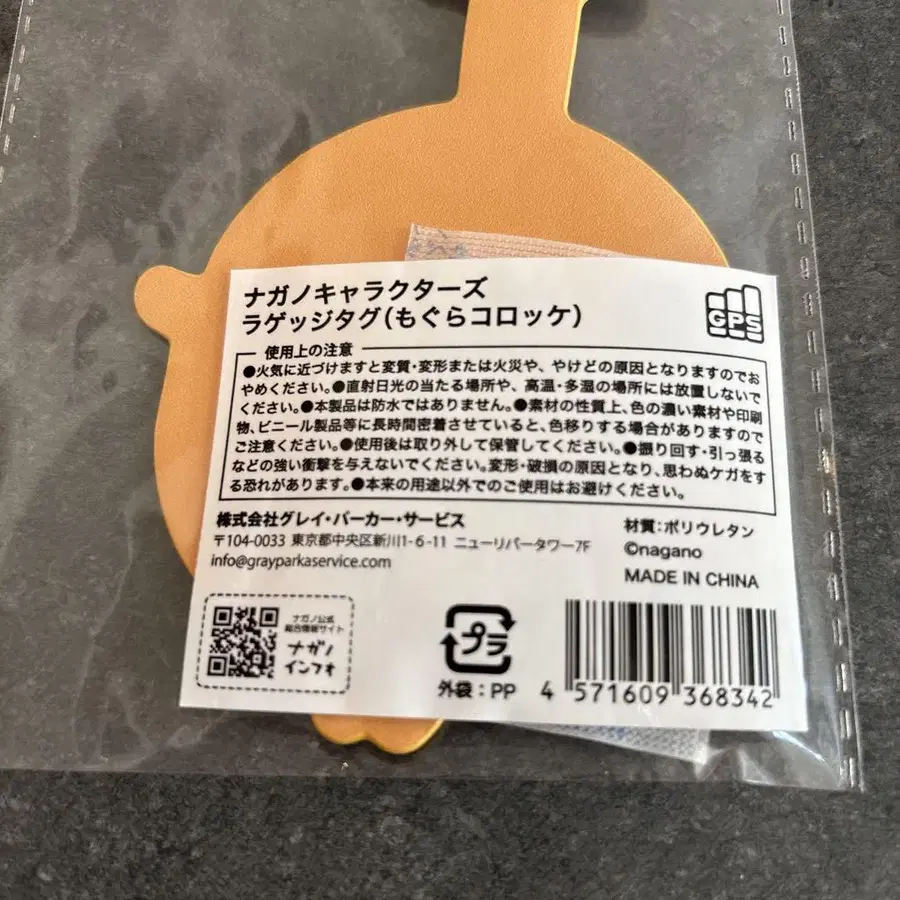 ナガノキャラクターズ
ラゲッジタグ(もぐらコロッケ)
GPS
使用上の注意
●火気に近づけますと変質・変形または火災や、やけどの原因となりますのでお
やめください。●直射日光の当たる場所や、高温・多湿の場所には放置しないで
ください。●本製品は防水ではありません。●素材の性質上、色の濃い素材や印刷
物、ビニール製品等に長時間密着させていると、色移りする場合がありますので
ご注意ください。●使用後は取り外して保管してください。●振り回す・引っ張る
などの強い衝撃を与えないでください。変形・破損の原因となり、思わぬケガをす
る恐れがあります。●本来の用途以外でのご使用はお避けください。
株式会社グレイ・パーカー・サービス
〒104-0033 東京都中央区新川1-6-11 ニューリバータワー7F
info@grayparkaservice.com
材質:ポリウレタン
©nagano
MADE IN CHINA
ナガノ公式
総合情報サイト
ナガノ
インフォ
プラ
外袋:PP
4 571609 368342